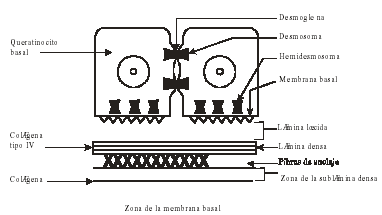 Desmogle na
Desmosoma
Queratinocito
basal
Hemidesmosoma
Membrana basal
Lámina lúcida
Colágena
tipo IV
Lámina densa
Fibras de anclaje
Colágena
Zona de la sublámina densa
Zona de la membrana basal